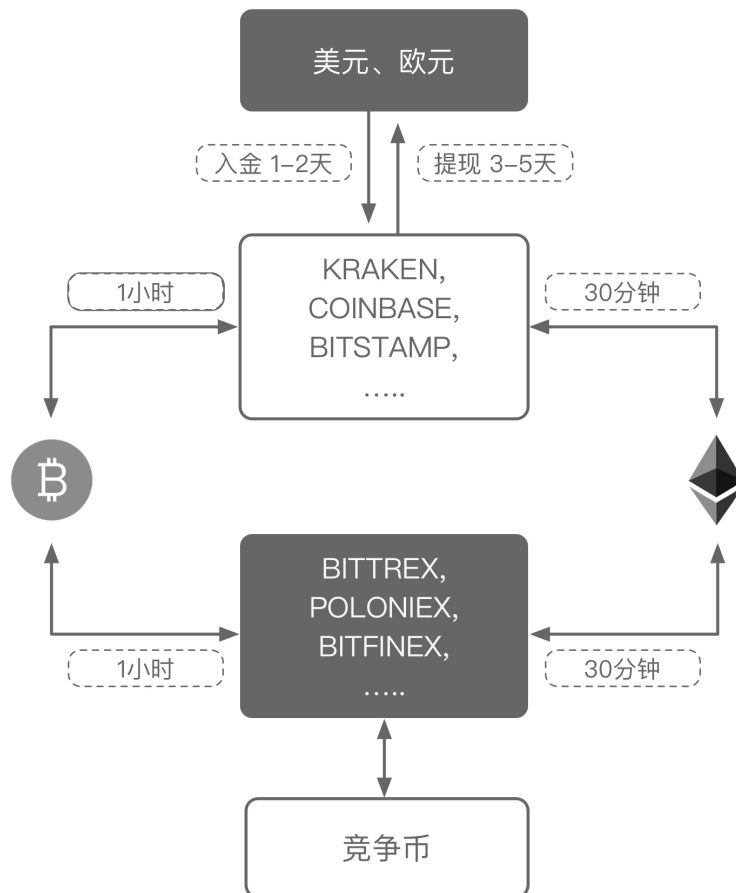 美元、欧元
入金 1–2天
提现 3–5天
KRAKEN,
COINBASE,
BITSTAMP,
.....
1小时
30分钟
BITTREX,
POLONIEX,
BITFINEX,
.....
1小时
30分钟
竞争币